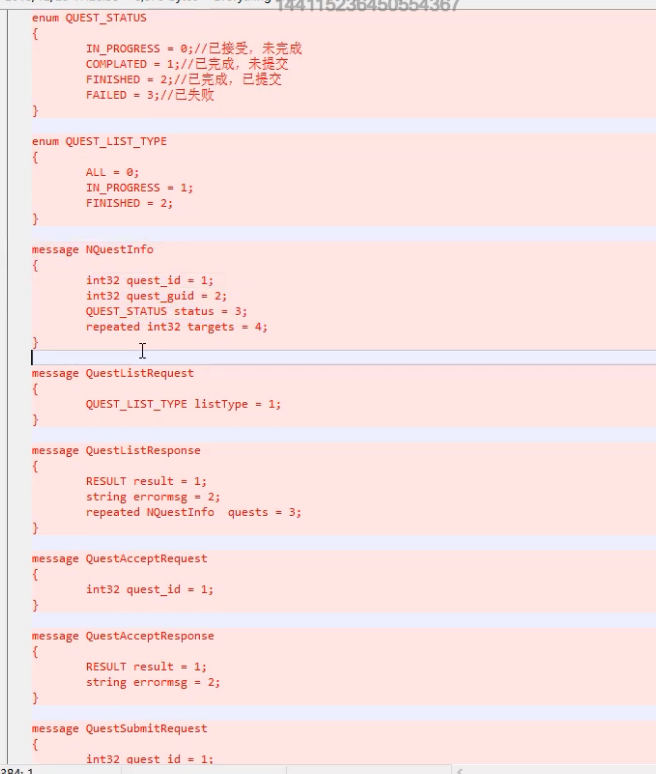 144115236450554367
enum QUEST_STATUS
{
IN_PROGRESS = 0;//已接受，未完成
COMPLATED = 1;//已完成，未提交
FINISHED = 2;//已完成，已提交
FAILED = 3;//已失败
}
enum QUEST_LIST_TYPE
{
ALL = 0;
IN_PROGRESS = 1;
FINISHED = 2;
}
message NQuestInfo
{
int32 quest_id = 1;
int32 quest_guid = 2;
QUEST_STATUS status = 3;
repeated int32 targets = 4;
}
message QuestListRequest
{
QUEST_LIST_TYPE listType = 1;
}
message QuestListResponse
{
RESULT result = 1;
string errormsg = 2;
repeated NQuestInfo  quests = 3;
}
message QuestAcceptRequest
{
int32 quest_id = 1;
}
message QuestAcceptResponse
{
RESULT result = 1;
string errormsg = 2;
}
message QuestSubmitRequest
{
int32 quest_id = 1;
384: 1